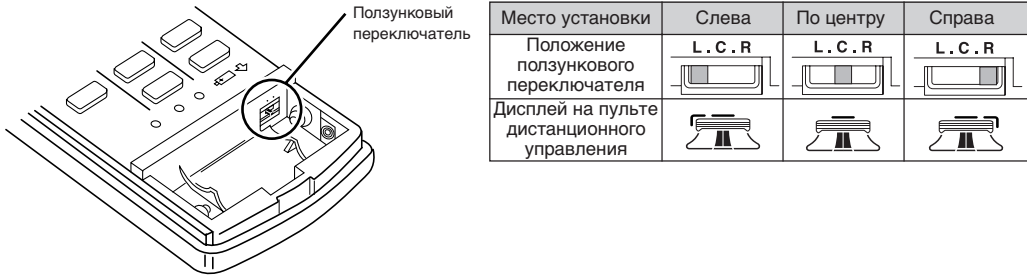 Ползунковый
переключатель
Место установки Слева По центру Справа
Положение
ползункового
переключателя
L . C . R L . C . R L . C . R
Дисплей на пульте
дистанционного
управления